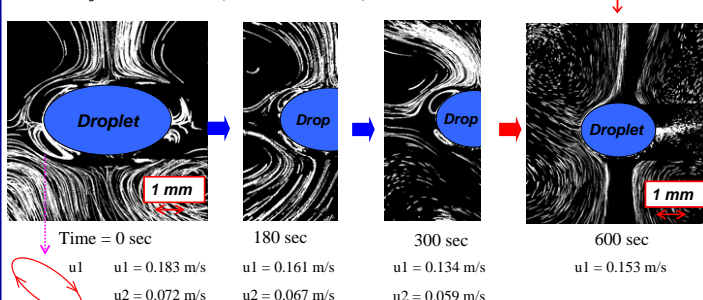 Droplet
Drop
Drop
Droplet
1 mm
1 mm
Time = 0 sec
180 sec
300 sec
600 sec
u1
u1 = 0.183 m/s
u1 = 0.161 m/s
u1 = 0.134 m/s
u1 = 0.153 m/s
u2 = 0.072 m/s
u2 = 0.067 m/s
u2 = 0.059 m/s